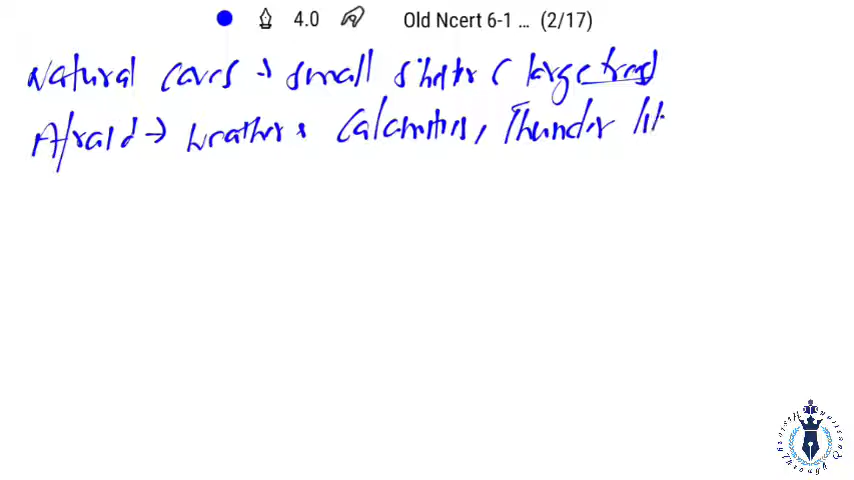 4.0 Old Ncert 6-1 ... (2/17)
Natural caves → small shelter ( large trees)
Afraid → weather & Calamities, Thunder